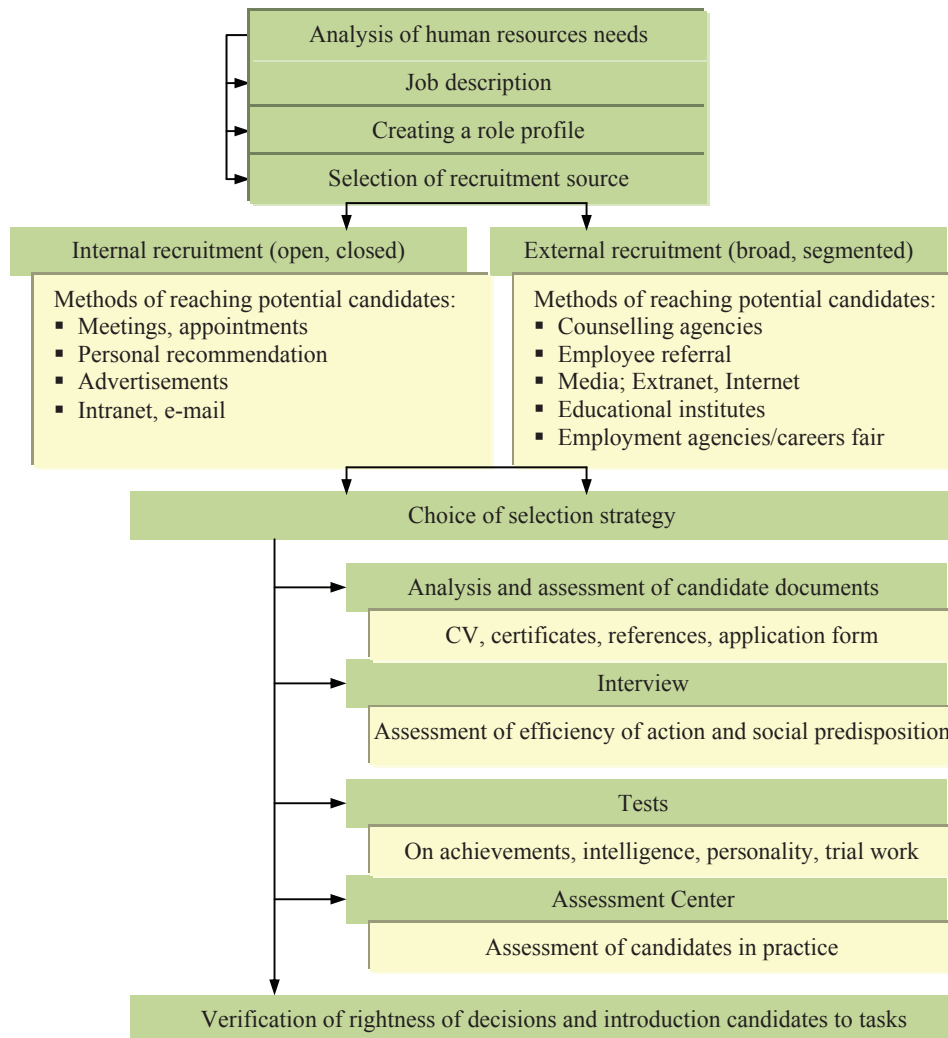 Analysis of human resources needs
Job description
Creating a role profile
Selection of recruitment source
Internal recruitment (open, closed)
Methods of reaching potential candidates:
▪ Meetings, appointments
▪ Personal recommendation
▪ Advertisements
▪ Intranet, e-mail
External recruitment (broad, segmented)
Methods of reaching potential candidates:
▪ Counselling agencies
▪ Employee referral
▪ Media; Extranet, Internet
▪ Educational institutes
▪ Employment agencies/careers fair
Choice of selection strategy
Analysis and assessment of candidate documents
CV, certificates, references, application form
Interview
Assessment of efficiency of action and social predisposition
Tests
On achievements, intelligence, personality, trial work
Assessment Center
Assessment of candidates in practice
Verification of rightness of decisions and introduction candidates to tasks